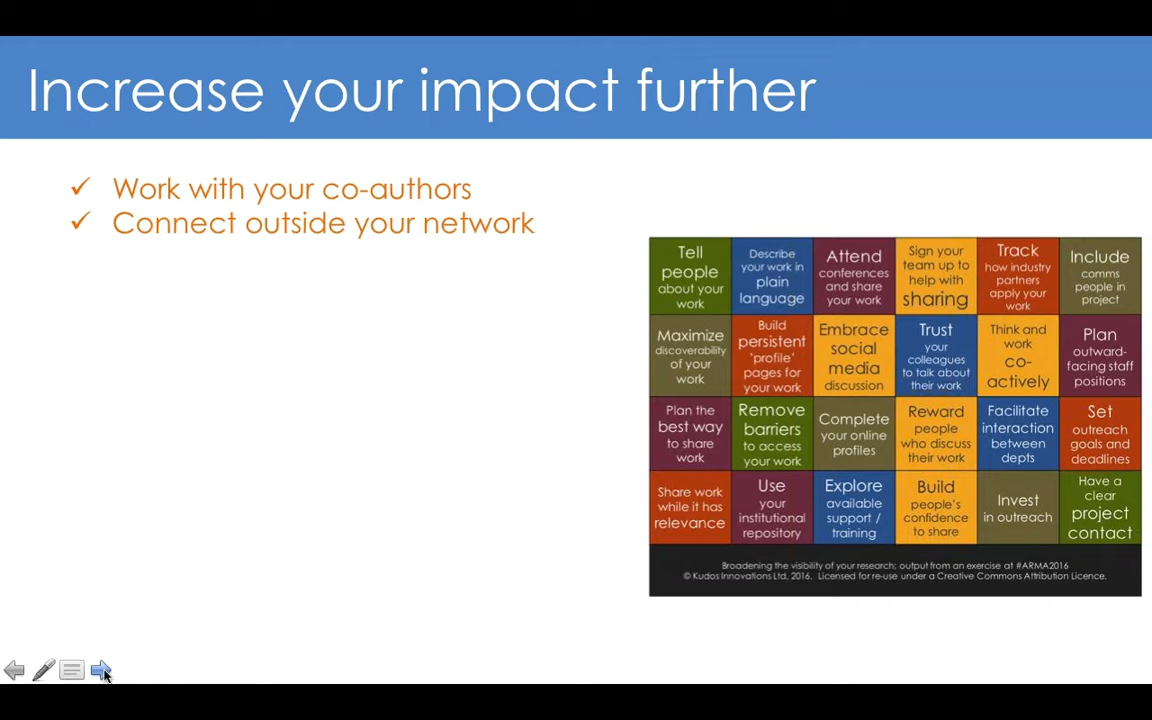 Increase your impact further
✓ Work with your co-authors
✓ Connect outside your network
Tell
people
about your
work
Describe
your work in
plain
language
Attend
conferences
and share
your work
Sign your
team up to
help with
sharing
Track
how industry
partners
apply your
work
Include
comms
people in
project
Maximize
discoverability
of your
work
Build
persistent
'profile'
pages for
your work
Embrace
social
media
discussion
Trust
your
colleagues
to talk about
their work
Think and
work
co-
actively
Plan
outward-
facing staff
positions
Plan the
best way
to share
work
Remove
barriers
to access
your work
Complete
your online
profiles
Reward
people
who discuss
their work
Facilitate
interaction
between
depts
Set
outreach
goals and
deadlines
Share work
while it has
relevance
Use
your
institutional
repository
Explore
available
support /
training
Build
people's
confidence
to share
Invest
in outreach
Have a
clear
project
contact
Broadening the visibility of your research; output from an exercise at #ARMA2016
© Kudos Innovations Ltd, 2016. Licensed for re-use under a Creative Commons Attribution Licence.